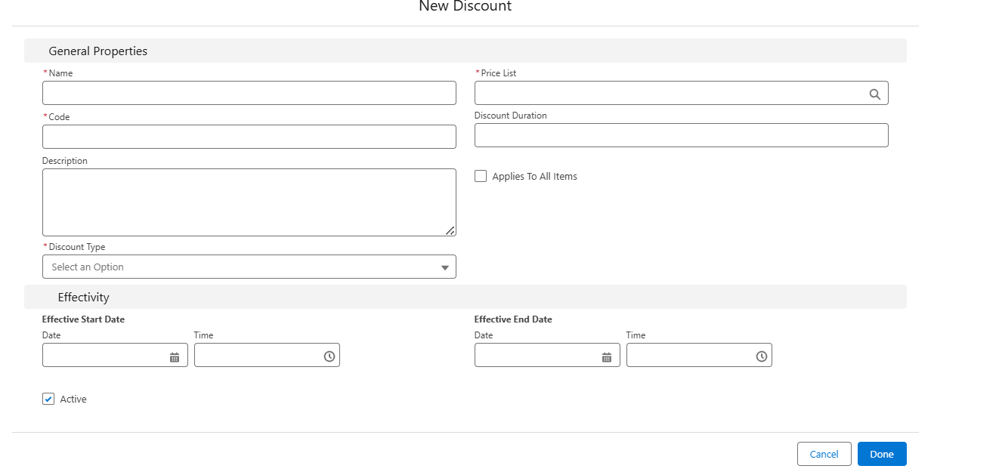 New Discount
General Properties
*Name
*Price List
*Code
Discount Duration
Description
Applies To All Items
*Discount Type
Select an Option
Effectivity
Effective Start Date
Effective End Date
Date
Time
Date
Time
Active
Cancel
Done